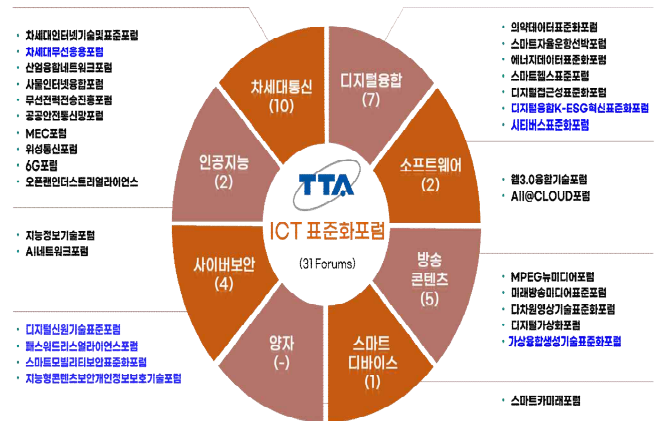 · 차세대인터넷기술및표준포럼
· 차세대무선응용포럼
· 산업융합네트워크포럼
· 사물인터넷융합포럼
· 무선전력전송진흥포럼
· 공공안전통신망포럼
· MEC포럼
· 위성통신포럼
· 6G포럼
· 오픈랜인더스트리얼라이언스
· 지능정보기술포럼
· AI네트워크포럼
· 디지털신원기술표준포럼
· 패스워드리스얼라이언스포럼
· 스마트모빌리티보안표준화포럼
· 지능형콘텐츠보안개인정보보호기술포럼
차세대통신
(10)
디지털융합
(7)
인공지능
(2)
소프트웨어
(2)
TTA
ICT 표준화포럼
(31 Forums)
사이버보안
(4)
방송
콘텐츠
(5)
양자
(-)
스마트
디바이스
(1)
· 의약데이터표준화포럼
· 스마트자율운항선박포럼
· 에너지데이터표준화포럼
· 스마트헬스표준포럼
· 디지털접근성표준화포럼
· 디지털융합K-ESG혁신표준화포럼
· 시티버스표준화포럼
· 웹3.0융합기술포럼
· All@CLOUD포럼
· MPEG뉴미디어포럼
· 미래방송미디어표준포럼
· 다차원영상기술표준화포럼
· 디지털가상화포럼
· 가상융합생성기술표준화포럼
· 스마트카미래포럼